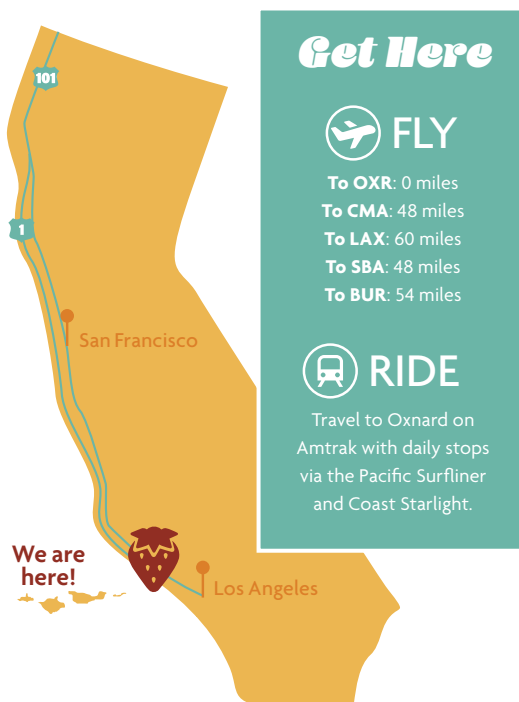 Get Here
FLY
To OXR: 0 miles
To CMA: 48 miles
To LAX: 60 miles
To SBA: 48 miles
To BUR: 54 miles
RIDE
Travel to Oxnard on
Amtrak with daily stops
via the Pacific Surfliner
and Coast Starlight.
101
1
San Francisco
We are
here!
Los Angeles